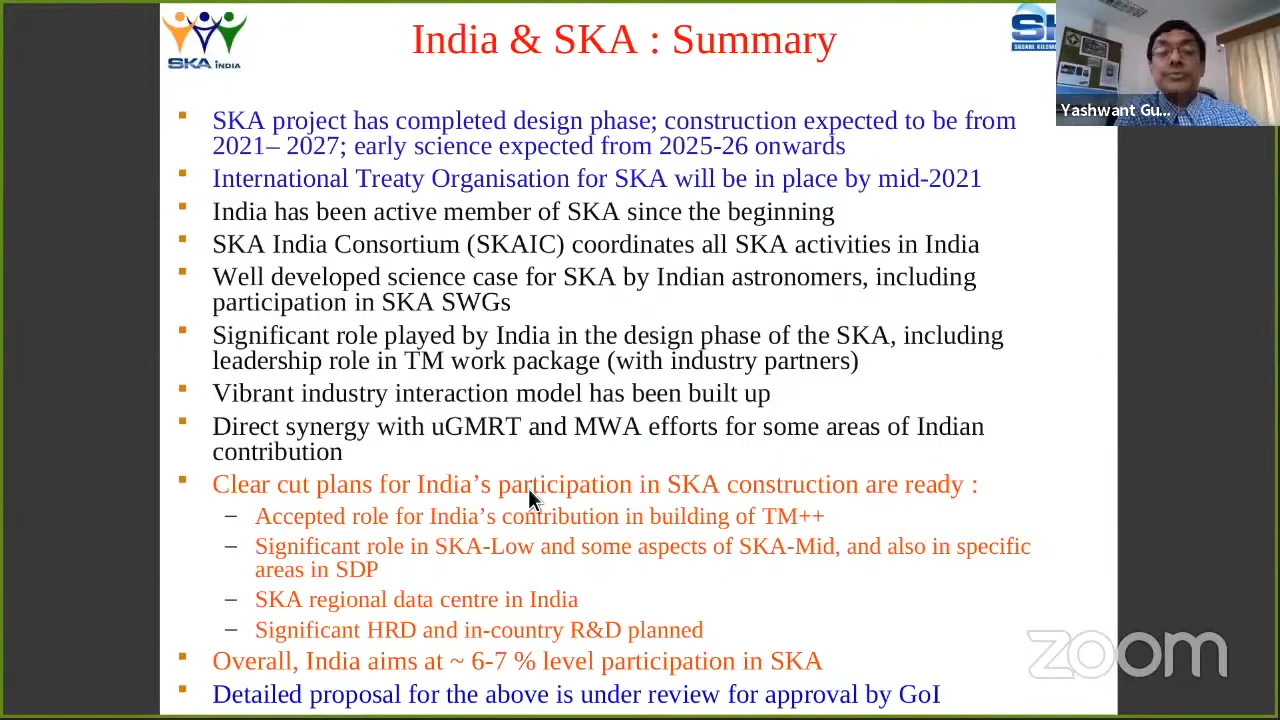 India & SKA : Summary
SKA INDIA
SQUARE KILOM
Yashwant Gu...
SKA project has completed design phase; construction expected to be from
2021– 2027; early science expected from 2025-26 onwards
International Treaty Organisation for SKA will be in place by mid-2021
India has been active member of SKA since the beginning
SKA India Consortium (SKAIC) coordinates all SKA activities in India
Well developed science case for SKA by Indian astronomers, including
participation in SKA SWGs
Significant role played by India in the design phase of the SKA, including
leadership role in TM work package (with industry partners)
Vibrant industry interaction model has been built up
Direct synergy with uGMRT and MWA efforts for some areas of Indian
contribution
Clear cut plans for India’s participation in SKA construction are ready :
– Accepted role for India’s contribution in building of TM++
– Significant role in SKA-Low and some aspects of SKA-Mid, and also in specific
areas in SDP
– SKA regional data centre in India
– Significant HRD and in-country R&D planned
Overall, India aims at ~ 6-7 % level participation in SKA
Detailed proposal for the above is under review for approval by GoI
zoom